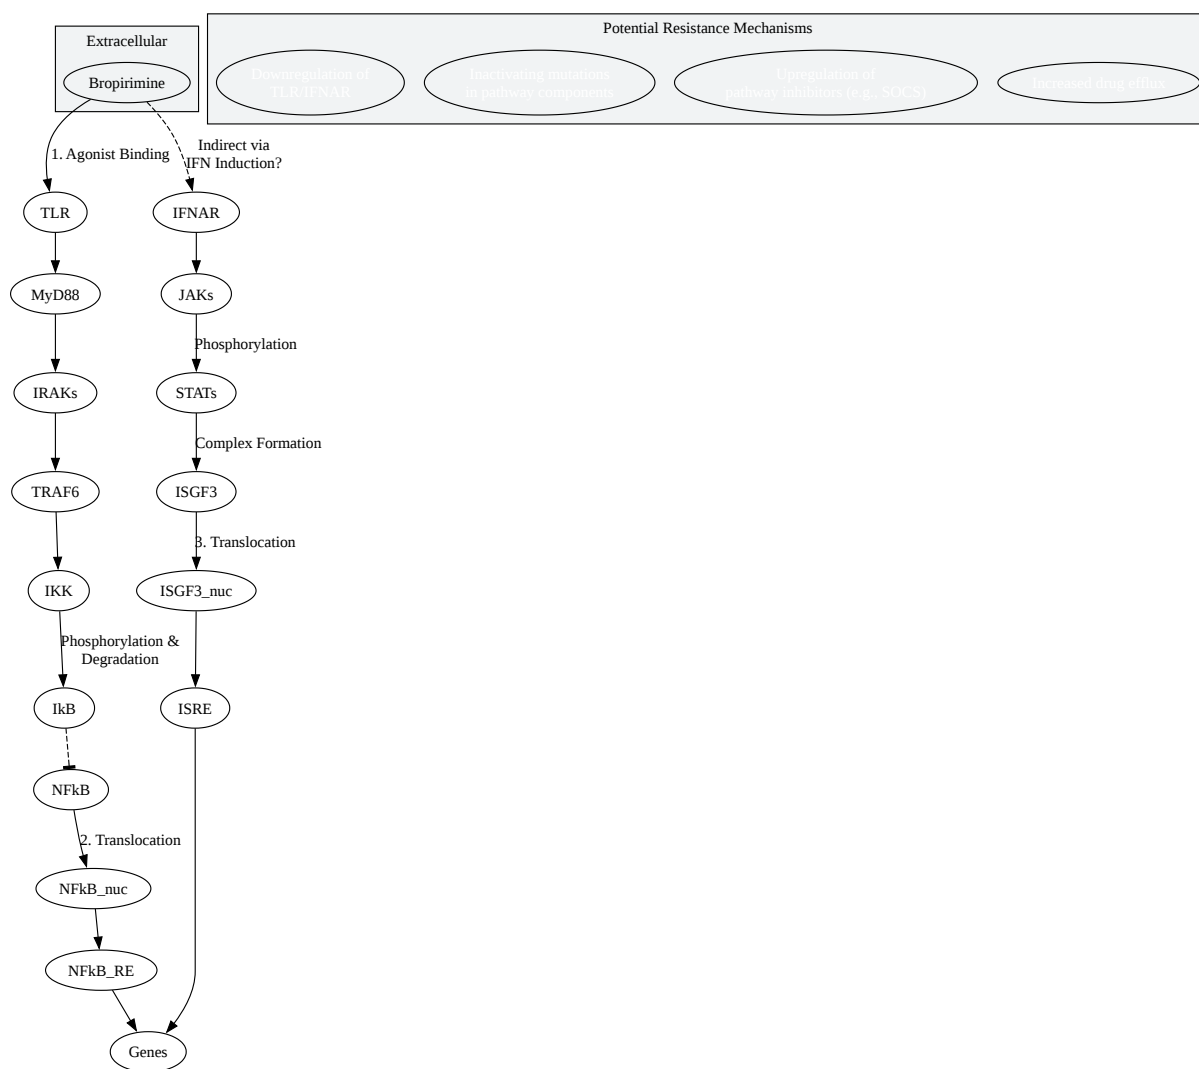 Potential Resistance Mechanisms
Extracellular
Bropirimine
Downregulation of
TLR/IFNAR
Inactivating mutations
in pathway components
Upregulation of
pathway inhibitors (e.g., SOCS)
Increased drug efflux
1. Agonist Binding
Indirect via
IFN Induction?
TLR
IFNAR
MyD88
JAKs
Phosphorylation
IRAKs
STATs
Complex Formation
TRAF6
ISGF3
3. Translocation
IKK
ISGF3_nuc
Phosphorylation &
Degradation
IkB
ISRE
NFkB
2. Translocation
NFkB_nuc
NFkB_RE
Genes